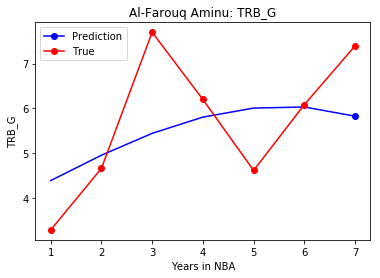 Al-Farouq Aminu: TRB_G
Prediction
True
7
6
5
4
TRB_G
1 2 3 4 5 6 7
Years in NBA